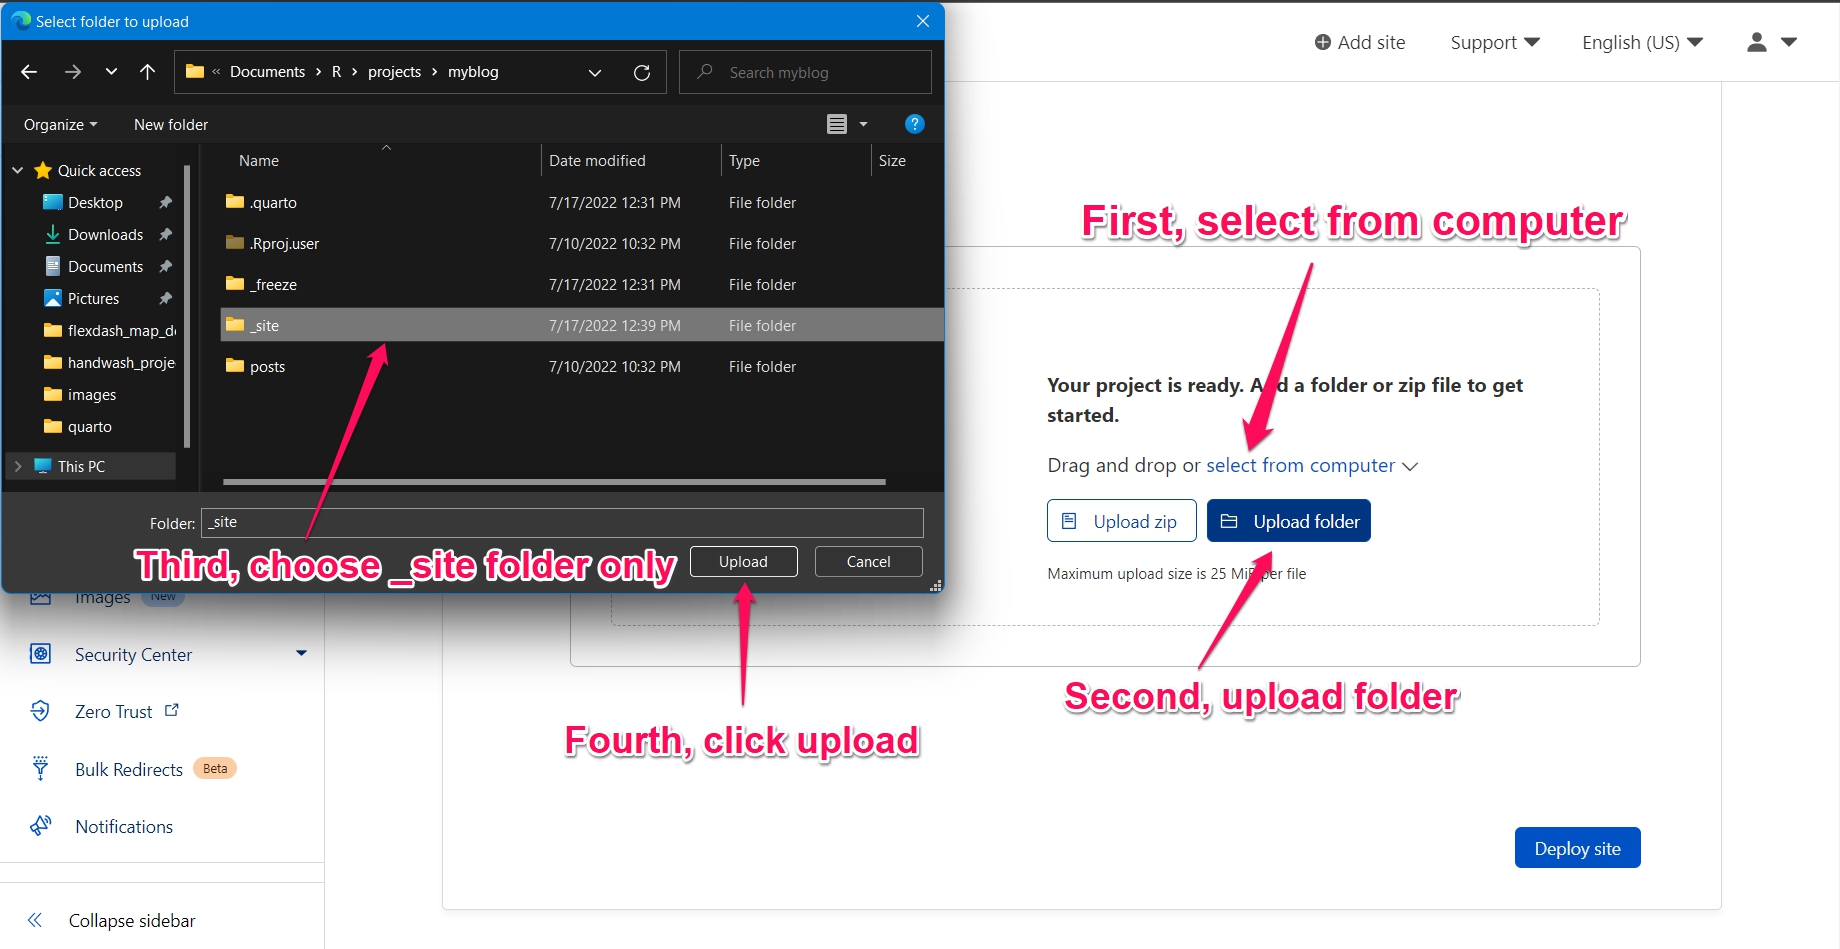 Select folder to upload
Documents › R › projects › myblog
Search myblog
Organize
New folder
?
Name Date modified Type Size
.quarto 7/17/2022 12:31 PM File folder
.Rproj.user 7/10/2022 10:32 PM File folder
_freeze 7/17/2022 12:31 PM File folder
_site 7/17/2022 12:39 PM File folder
posts 7/10/2022 10:32 PM File folder
Quick access
Desktop
Downloads
Documents
Pictures
flexdash_map_de
handwash_proje
images
quarto
This PC
Folder: _site
Third, choose _site folder only
Upload
Cancel
Fourth, click upload
Add site
Support
English (US)
First, select from computer
Your project is ready. Add a folder or zip file to get
started.
Drag and drop or select from computer
Upload zip
Upload folder
Maximum upload size is 25 MiB per file
Second, upload folder
Deploy site
Images New
Security Center
Zero Trust
Bulk Redirects Beta
Notifications
Collapse sidebar